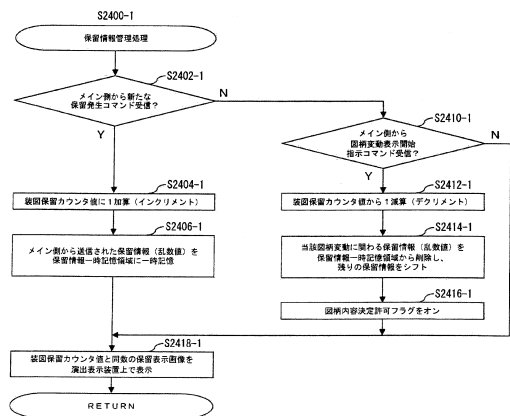 S2400-1
保留情報管理処理
S2402-1
メイン側から新たな
保留発生コマンド受信?
N
Y
S2410-1
メイン側から
図柄変動表示開始
指示コマンド受信?
N
Y
S2404-1
装図保留カウンタ値に1加算(インクリメント)
S2406-1
メイン側から送信された保留情報(乱数値)を
保留情報一時記憶領域に一時記憶
S2412-1
装図保留カウンタ値から1減算(デクリメント)
S2414-1
当該図柄変動に関わる保留情報(乱数値)を
保留情報一時記憶領域から削除し、
残りの保留情報をシフト
S2416-1
図柄内容決定許可フラグをオン
S2418-1
装図保留カウンタ値と同数の保留表示画像を
演出表示装置上で表示
RETURN